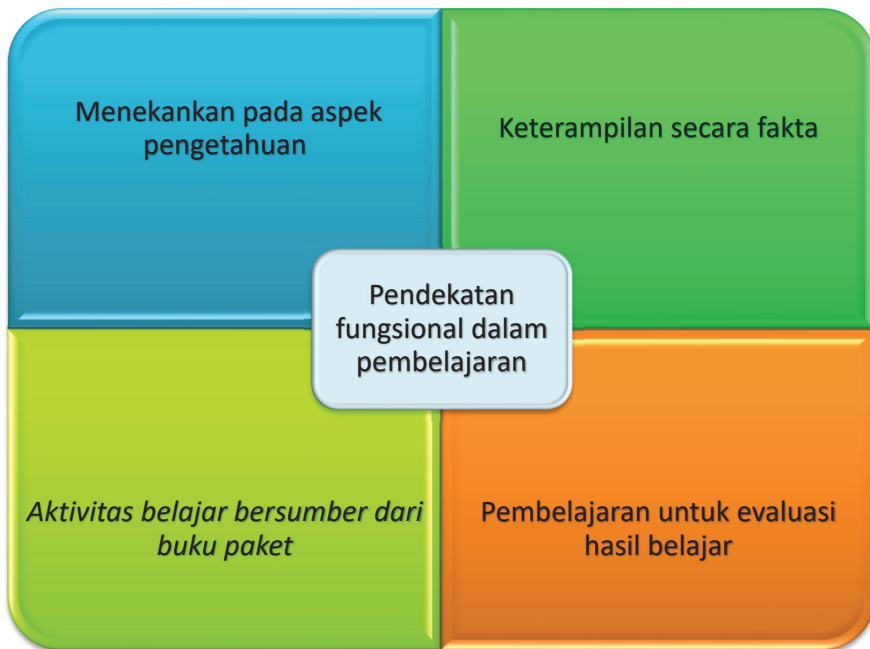 Menekankan pada aspek
pengetahuan
Keterampilan secara fakta
Pendekatan
fungsional dalam
pembelajaran
Aktivitas belajar bersumber dari
buku paket
Pembelajaran untuk evaluasi
hasil belajar